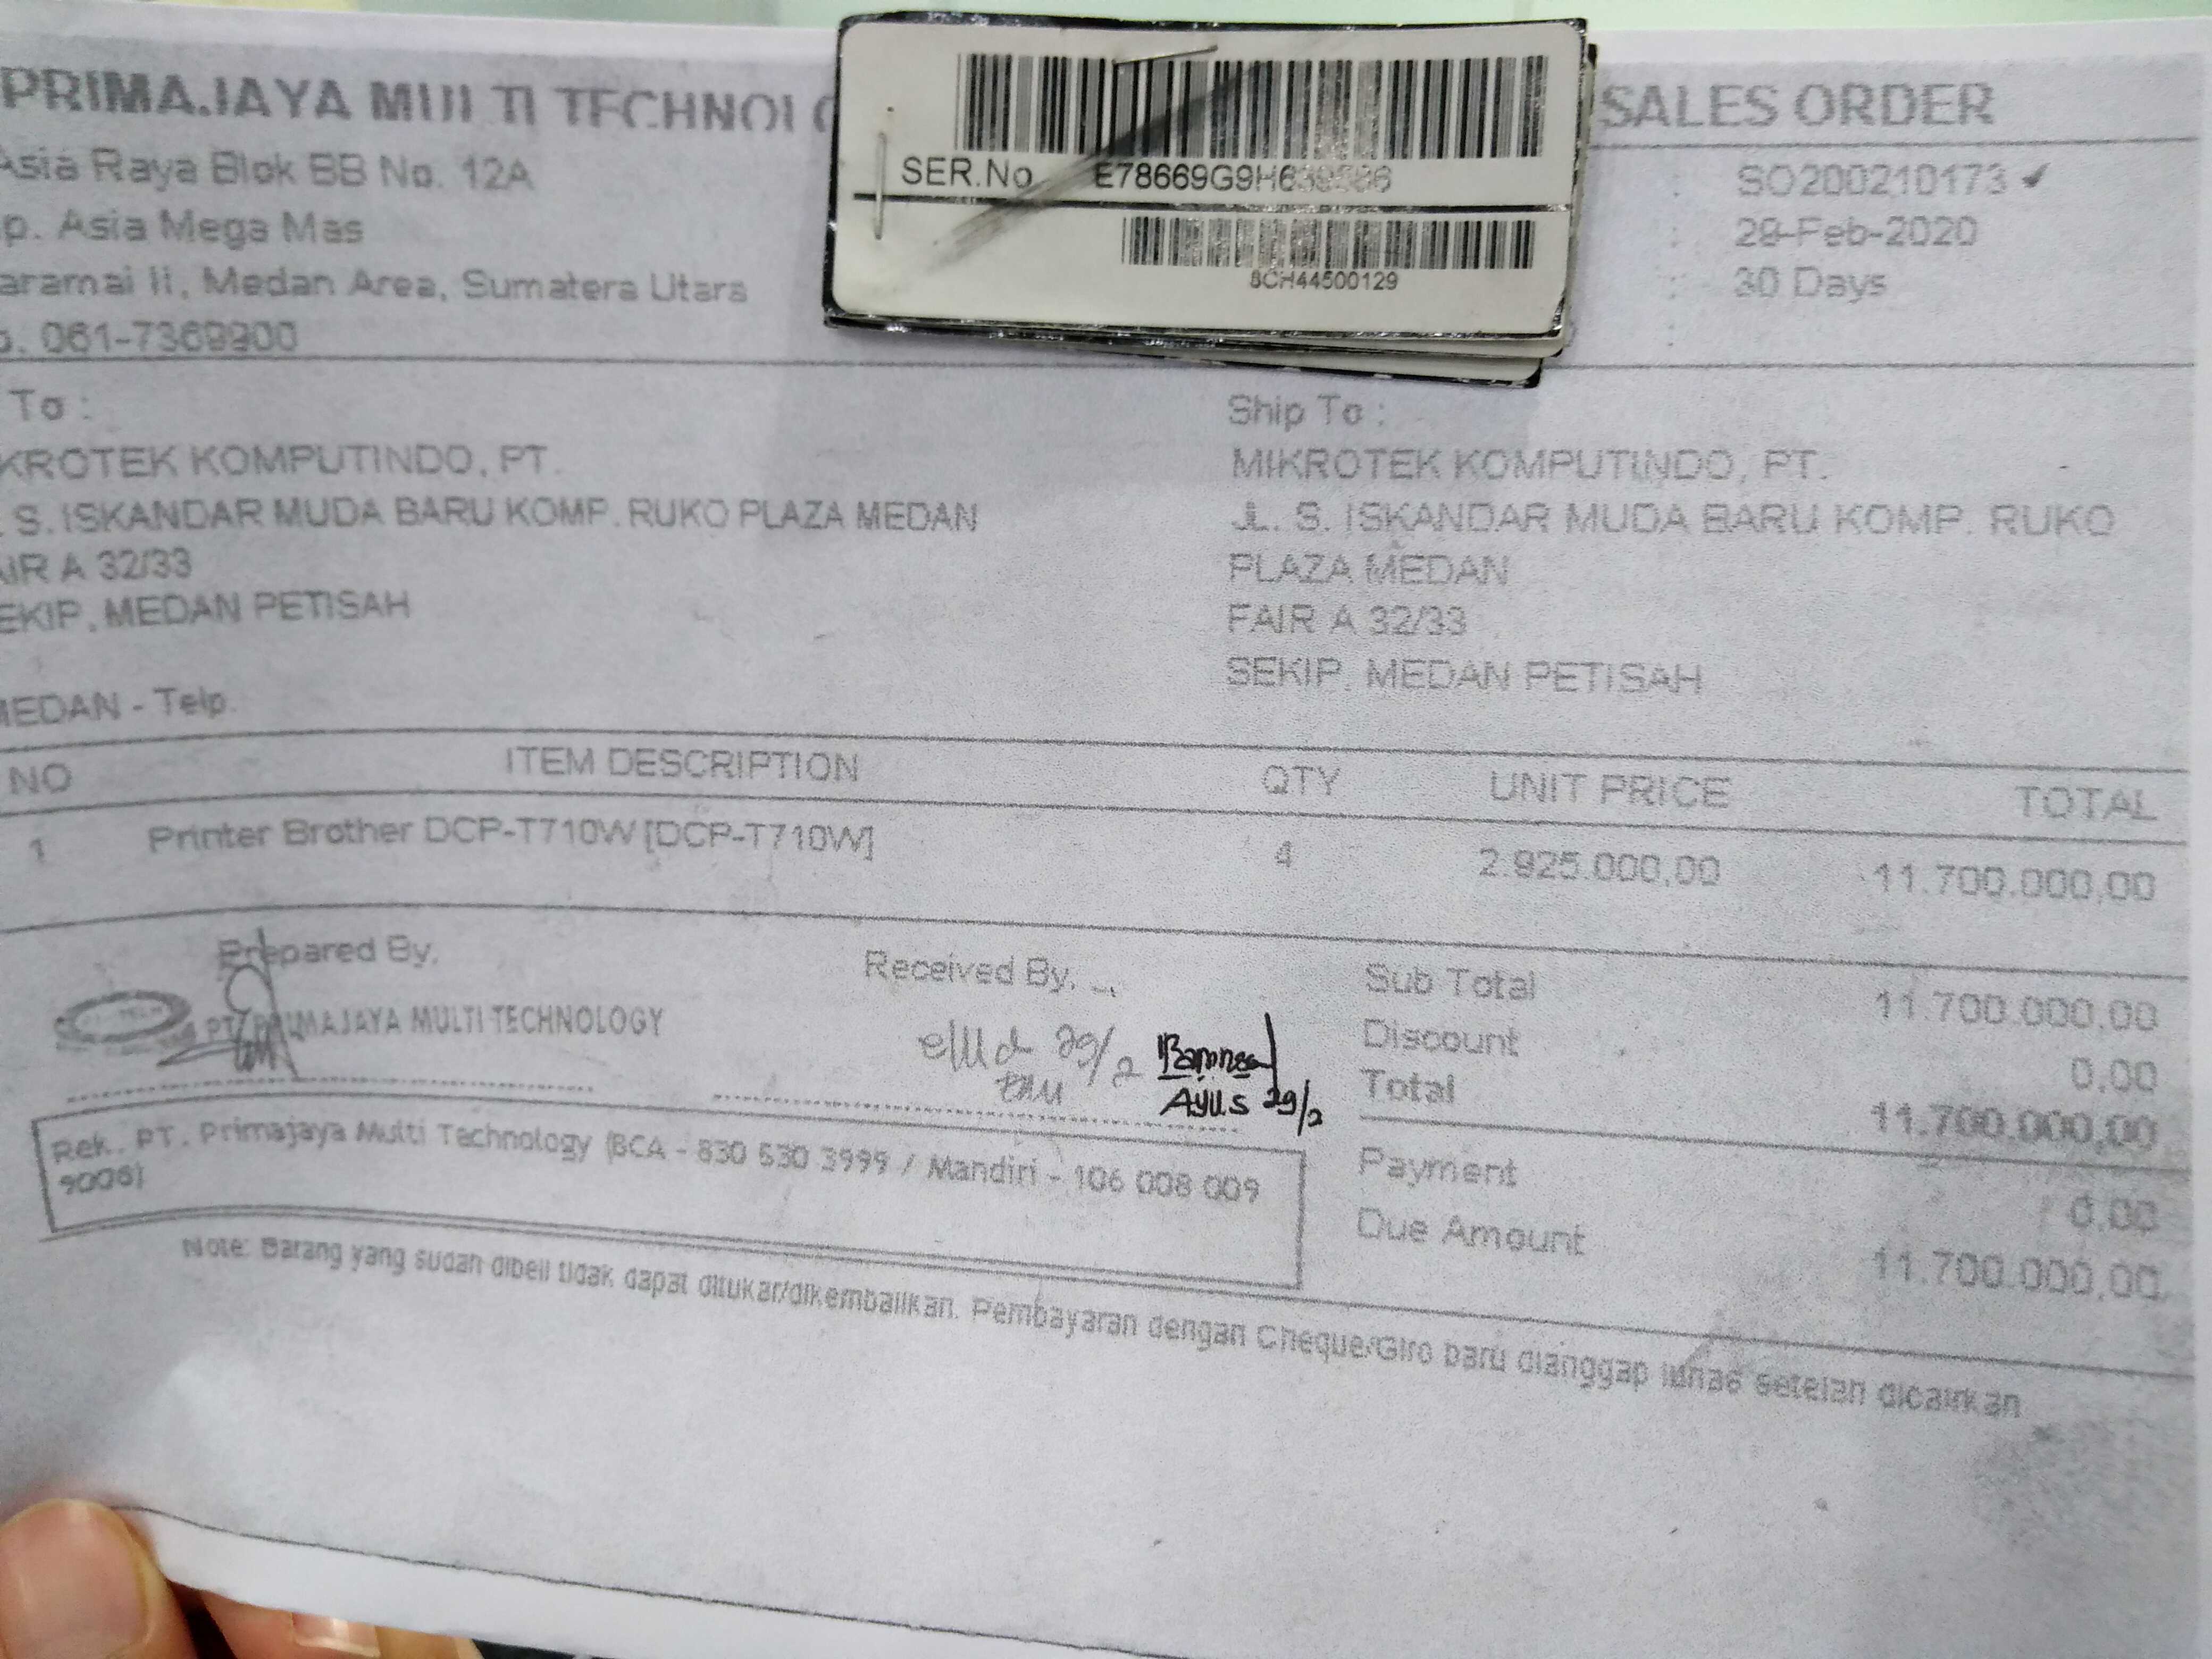 PRIMAJAYA MULTI TECHNOLO
SALES ORDER
Asia Raya Blok BB No. 12A
p. Asia Mega Mas
aramai II, Medan Area, Sumatera Utara
. 061-7369900
SER.No. E78669G9H6
8CH44500129
: SO200210173
: 29-Feb-2020
: 30 Days
:
To :
KROTEK KOMPUTINDO, PT.
. S. ISKANDAR MUDA BARU KOMP. RUKO PLAZA MEDAN
AIR A 32/33
EKIP, MEDAN PETISAH
MEDAN - Telp.
Ship To :
MIKROTEK KOMPUTINDO, PT.
JL. S. ISKANDAR MUDA BARU KOMP. RUKO
PLAZA MEDAN
FAIR A 32/33
SEKIP, MEDAN PETISAH
NO ITEM DESCRIPTION QTY UNIT PRICE TOTAL
1 Printer Brother DCP-T710W [DCP-T710W] 4 2.925.000,00 11.700.000,00
Prepared By,
PT. PRIMAJAYA MULTI TECHNOLOGY
Received By,
29/2
Ayu.S 29/2
Sub Total 11.700.000,00
Discount 0,00
Total 11.700.000,00
Payment 0,00
Due Amount 11.700.000,00
Rek. PT. Primajaya Multi Technology (BCA - 830 530 3999 / Mandiri - 106 008 009
9006)
Note: Barang yang sudah dibeli tidak dapat ditukar/dikembalikan. Pembayaran dengan Cheque/Giro baru dianggap lunas setelah dicairkan